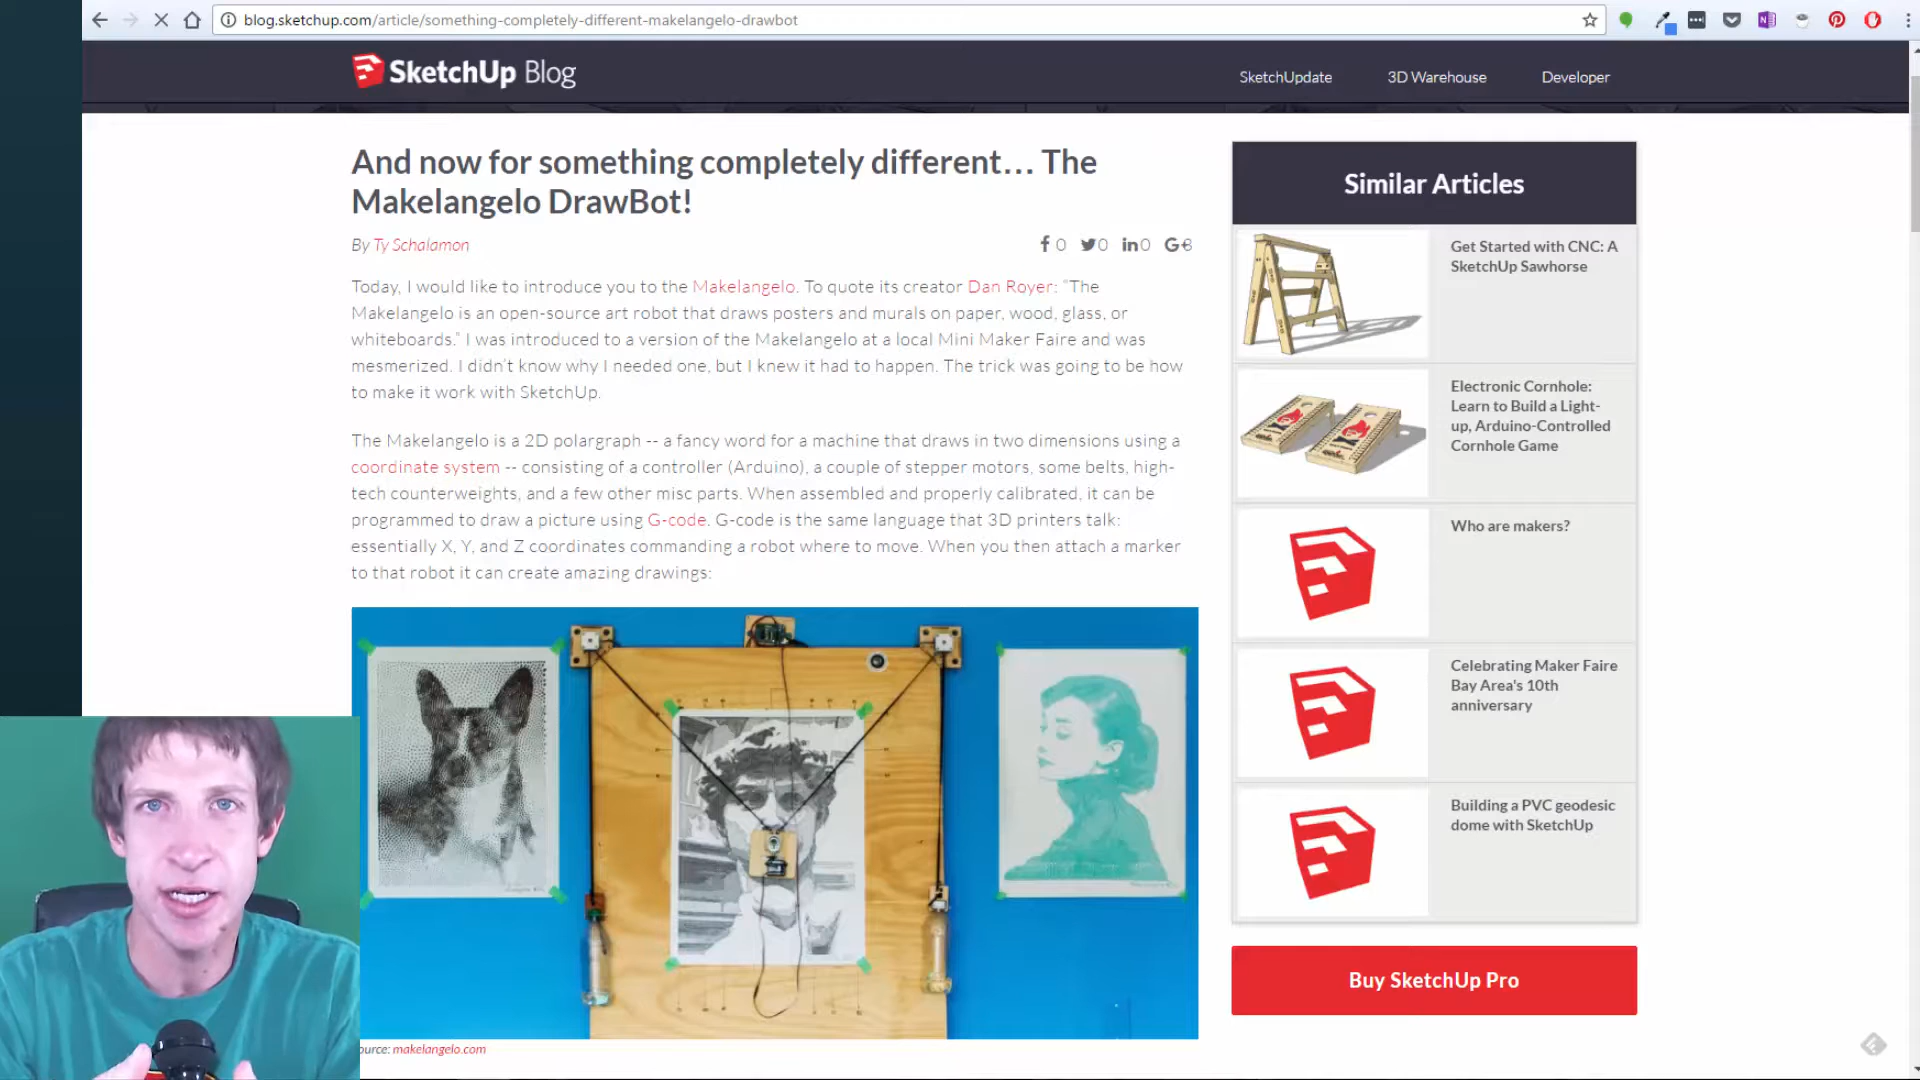 blog.sketchup.com/article/something-completely-different-makelangelo-drawbot
SketchUp Blog
SketchUpdate
3D Warehouse
Developer
And now for something completely different… The
Makelangelo DrawBot!
By Ty Schalamon
0
0
0
Today, I would like to introduce you to the Makelangelo. To quote its creator Dan Royer: “The
Makelangelo is an open-source art robot that draws posters and murals on paper, wood, glass, or
whiteboards.” I was introduced to a version of the Makelangelo at a local Mini Maker Faire and was
mesmerized. I didn’t know why I needed one, but I knew it had to happen. The trick was going to be how
to make it work with SketchUp.
The Makelangelo is a 2D polargraph -- a fancy word for a machine that draws in two dimensions using a
coordinate system -- consisting of a controller (Arduino), a couple of stepper motors, some belts, high-
tech counterweights, and a few other misc parts. When assembled and properly calibrated, it can be
programmed to draw a picture using G-code. G-code is the same language that 3D printers talk:
essentially X, Y, and Z coordinates commanding a robot where to move. When you then attach a marker
to that robot it can create amazing drawings:
ource: makelangelo.com
Similar Articles
Get Started with CNC: A
SketchUp Sawhorse
Electronic Cornhole:
Learn to Build a Light-
up, Arduino-Controlled
Cornhole Game
Who are makers?
Celebrating Maker Faire
Bay Area's 10th
anniversary
Building a PVC geodesic
dome with SketchUp
Buy SketchUp Pro